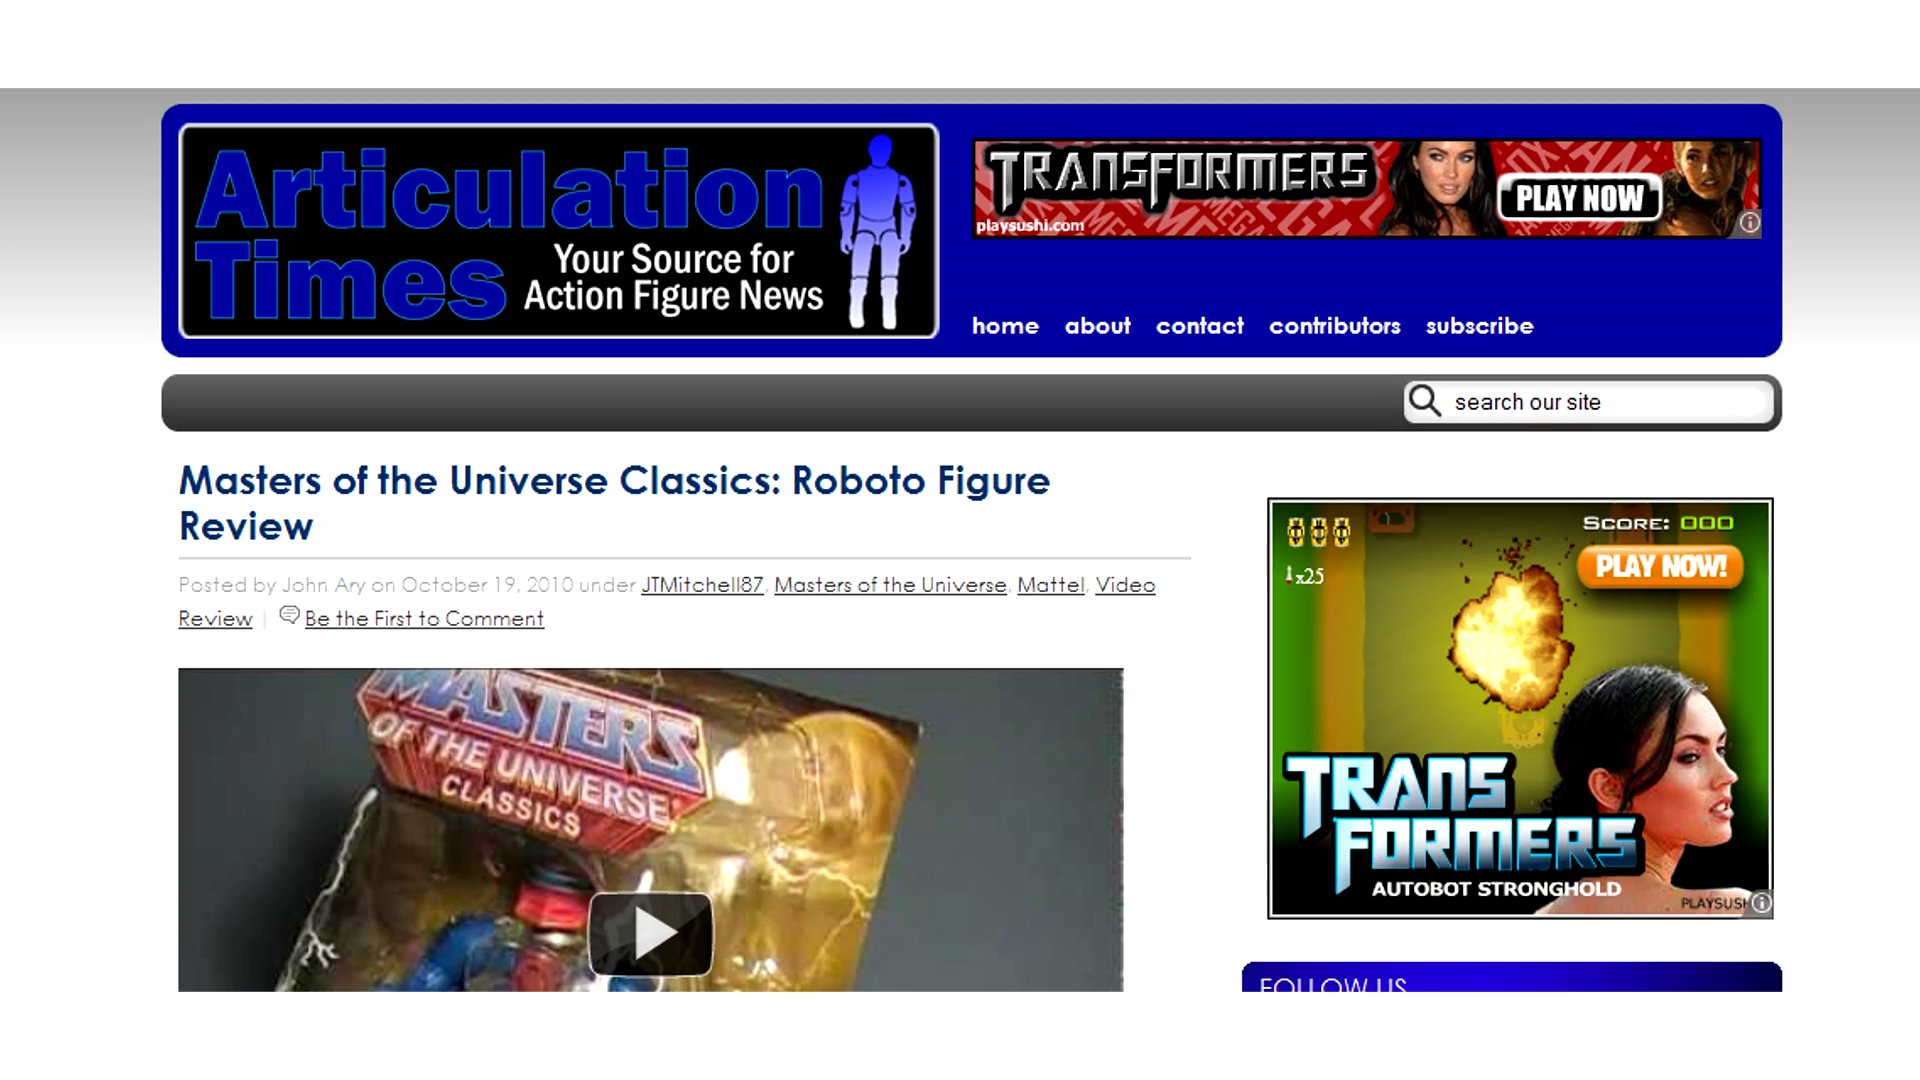 Articulation
Times
Your Source for
Action Figure News
TRANSFORMERS
PLAY NOW
playsushi.com
home about contact contributors subscribe
search our site
Masters of the Universe Classics: Roboto Figure
Review
Posted by John Ary on October 19, 2010 under JTMitchell87, Masters of the Universe, Mattel, Video
Review | Be the First to Comment
MASTERS
OF THE UNIVERSE
CLASSICS
SCORE: 000
PLAY NOW!
x25
TRANS
FORMERS
AUTOBOT STRONGHOLD
PLAYSUSH
FOLLOW US